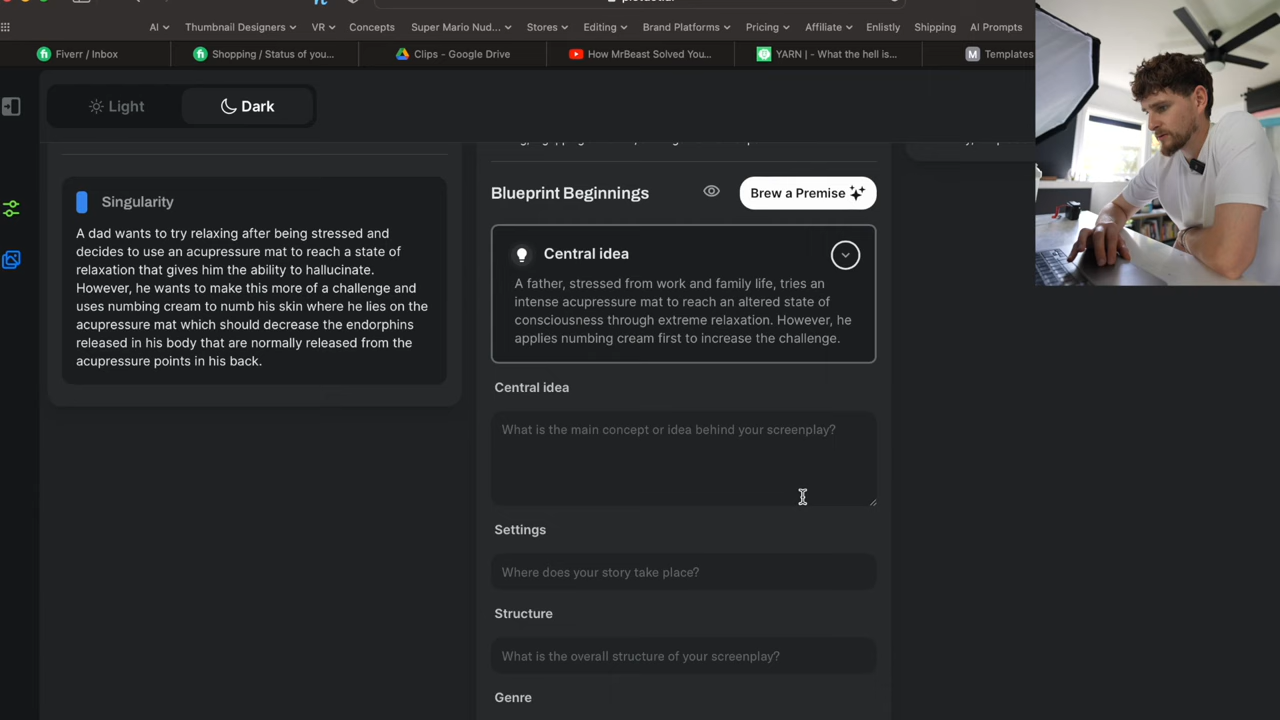 AI
Thumbnail Designers
VR
Concepts
Super Mario Nud...
Stores
Editing
Brand Platforms
Pricing
Affiliate
Enlistly
Shipping
AI Prompts
Fiverr / Inbox
Shopping / Status of you...
Clips - Google Drive
How MrBeast Solved You...
YARN | - What the hell is...
Templates
Light
Dark
Singularity
A dad wants to try relaxing after being stressed and
decides to use an acupressure mat to reach a state of
relaxation that gives him the ability to hallucinate.
However, he wants to make this more of a challenge and
uses numbing cream to numb his skin where he lies on the
acupressure mat which should decrease the endorphins
released in his body that are normally released from the
acupressure points in his back.
Blueprint Beginnings
Brew a Premise
Central idea
A father, stressed from work and family life, tries an
intense acupressure mat to reach an altered state of
consciousness through extreme relaxation. However, he
applies numbing cream first to increase the challenge.
Central idea
What is the main concept or idea behind your screenplay?
Settings
Where does your story take place?
Structure
What is the overall structure of your screenplay?
Genre